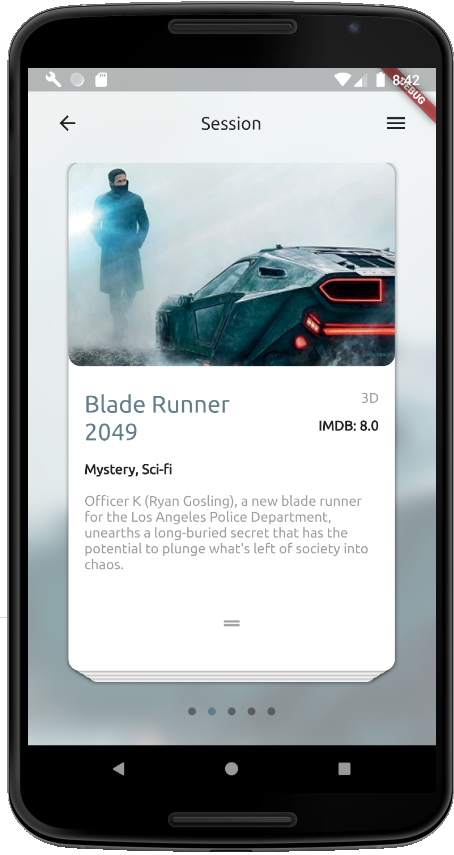 8:42
DEBUG
Session
Blade Runner
2049
3D
IMDB: 8.0
Mystery, Sci-fi
Officer K (Ryan Gosling), a new blade runner
for the Los Angeles Police Department,
unearths a long-buried secret that has the
potential to plunge what's left of society into
chaos.